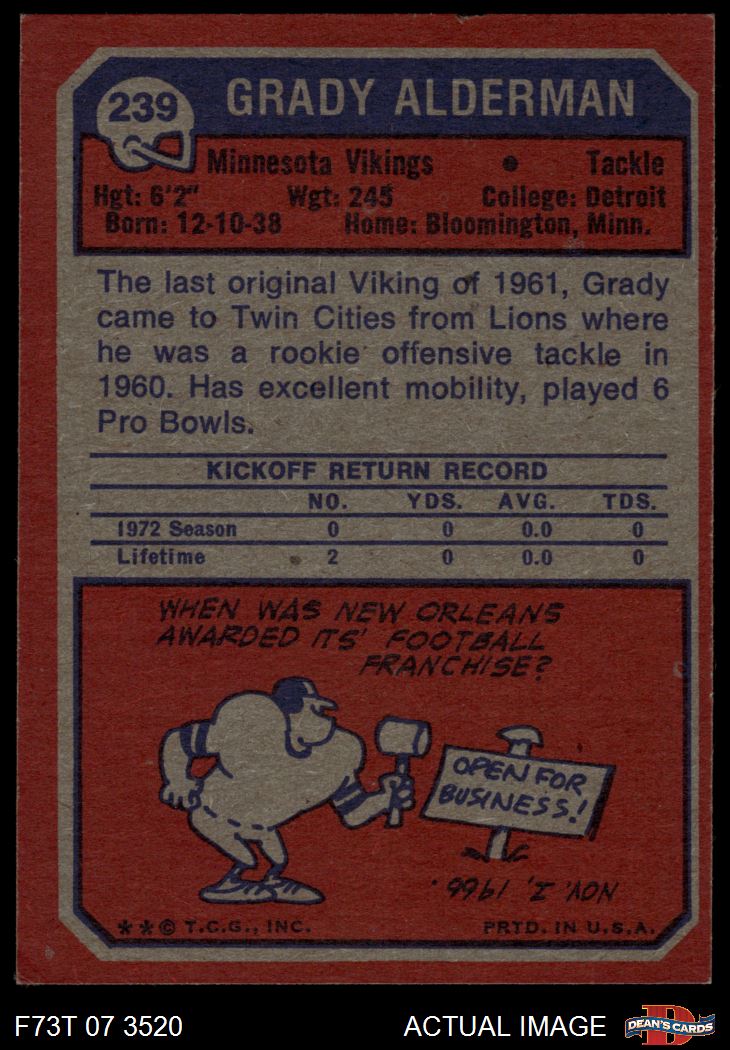 239 GRADY ALDERMAN
Minnesota Vikings • Tackle
Hgt: 6'2" Wgt: 245 College: Detroit
Born: 12-10-38 Home: Bloomington, Minn.
The last original Viking of 1961, Grady
came to Twin Cities from Lions where
he was a rookie offensive tackle in
1960. Has excellent mobility, played 6
Pro Bowls.
KICKOFF RETURN RECORD
NO. YDS. AVG. TDS.
1972 Season 0 0 0.0 0
Lifetime 2 0 0.0 0
WHEN WAS NEW ORLEANS
AWARDED ITS' FOOTBALL
FRANCHISE?
OPEN FOR
BUSINESS!
NOV. 1, 1966.
**© T.C.G., INC. PRTD. IN U.S.A.
F73T 07 3520 ACTUAL IMAGE D DEAN'S CARDS